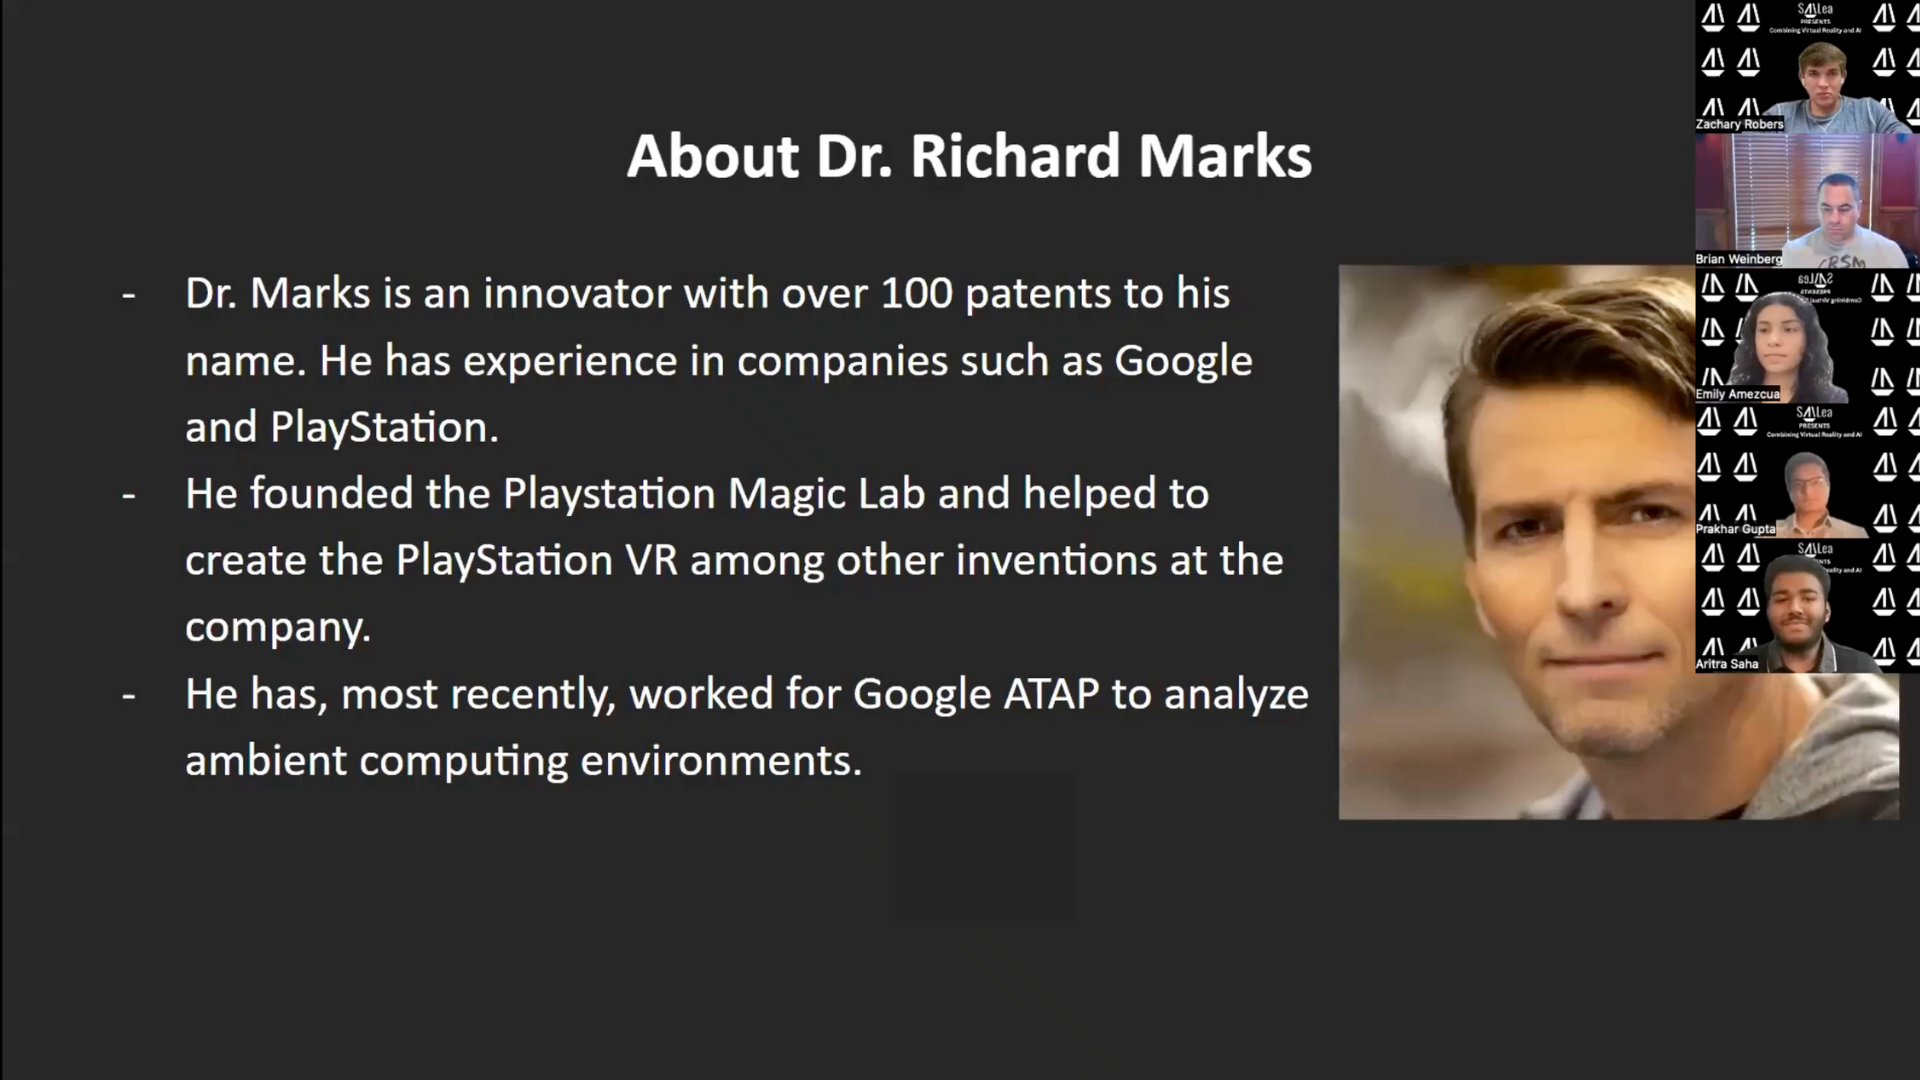 About Dr. Richard Marks
- Dr. Marks is an innovator with over 100 patents to his
name. He has experience in companies such as Google
and PlayStation.
- He founded the Playstation Magic Lab and helped to
create the PlayStation VR among other inventions at the
company.
- He has, most recently, worked for Google ATAP to analyze
ambient computing environments.
PRESENTS
Combining Virtual Reality and AI
Zachary Robers
Brian Weinberg
CRSM
Emily Amezcua
PRESENTS
Combining Virtual Reality and AI
Prakhar Gupta
Aritra Saha